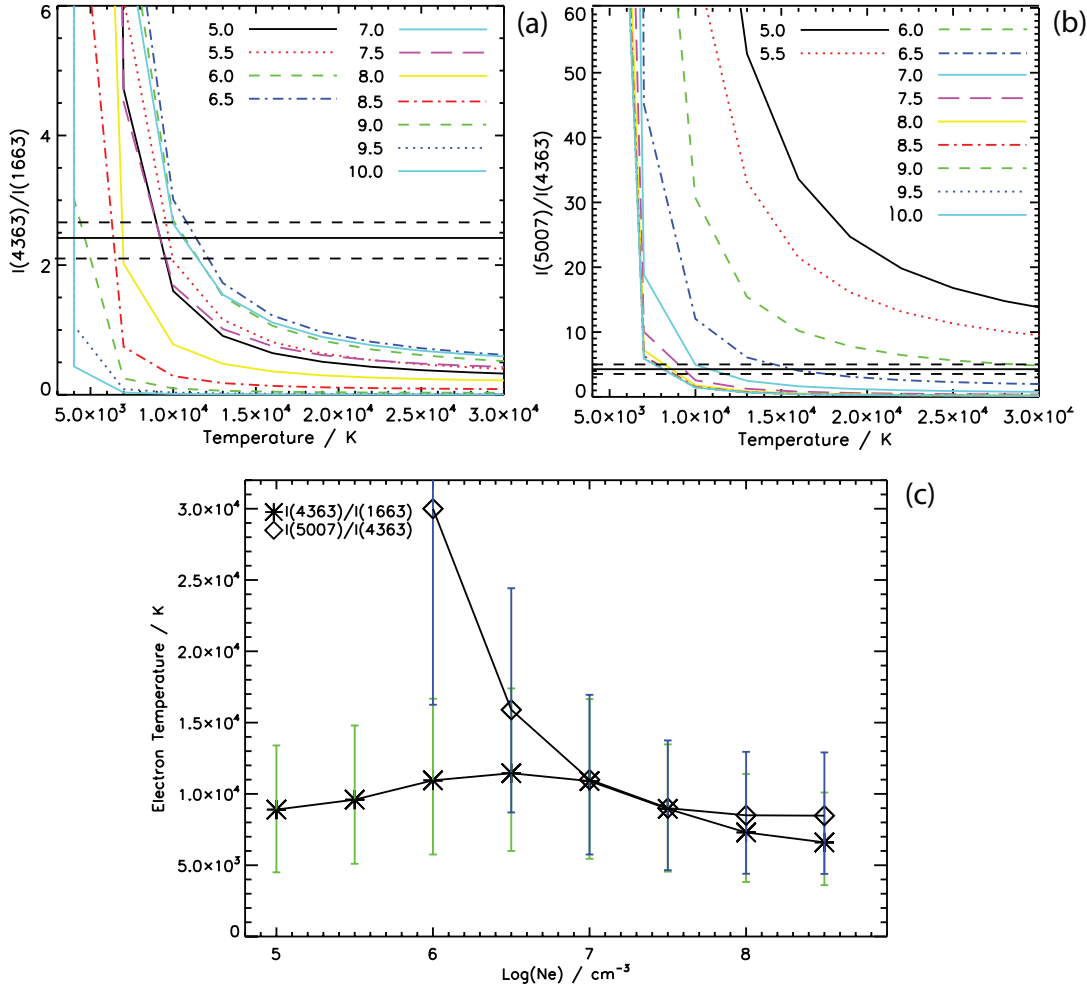 (a)
6
4
2
0
I(4363)/I(1663)
5.0 7.0
5.5 7.5
6.0 8.0
6.5 8.5
9.0
9.5
10.0
5.0×10³ 1.0×10⁴ 1.5×10⁴ 2.0×10⁴ 2.5×10⁴ 3.0×10⁴
Temperature / K
(b)
60
50
40
30
20
10
0
I(5007)/I(4363)
5.0 6.0
5.5 6.5
7.0
7.5
8.0
8.5
9.0
9.5
10.0
5.0×10³ 1.0×10⁴ 1.5×10⁴ 2.0×10⁴ 2.5×10⁴ 3.0×10⁴
Temperature / K
(c)
I(4363)/I(1663)
I(5007)/I(4363)
3.0×10⁴
2.5×10⁴
2.0×10⁴
1.5×10⁴
1.0×10⁴
5.0×10³
0
Electron Temperature / K
5 6 7 8
Log(Ne) / cm⁻³